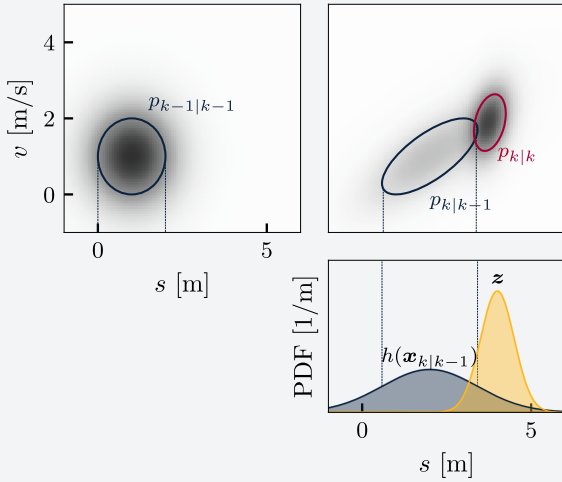 4
2
0
v [m/s]
p_{k-1|k-1}
0
5
s [m]
p_{k|k}
p_{k|k-1}
PDF [1/m]
z
h(x_{k|k-1})
0
5
s [m]